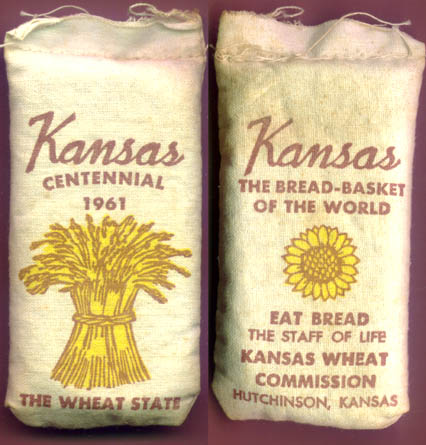 Kansas
CENTENNIAL
1961
THE WHEAT STATE
Kansas
THE BREAD-BASKET
OF THE WORLD
EAT BREAD
THE STAFF OF LIFE
KANSAS WHEAT
COMMISSION
HUTCHINSON, KANSAS